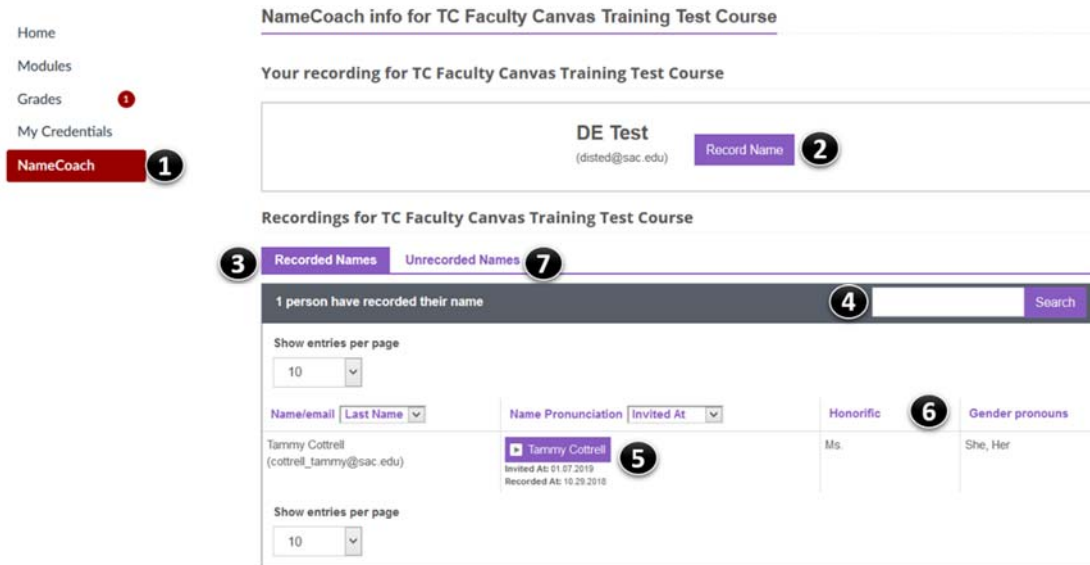 NameCoach info for TC Faculty Canvas Training Test Course
Home
Modules
Grades 1
My Credentials
NameCoach 1
Your recording for TC Faculty Canvas Training Test Course
DE Test
(disted@sac.edu)
Record Name 2
Recordings for TC Faculty Canvas Training Test Course
3 Recorded Names Unrecorded Names 7
1 person have recorded their name 4 Search
Show entries per page
10
Name/email Last Name Name Pronunciation Invited At Honorific 6 Gender pronouns
Tammy Cottrell Tammy Cottrell 5 Ms. She, Her
(cottrell_tammy@sac.edu)
Invited At: 01.07.2019
Recorded At: 10.29.2018
Show entries per page
10